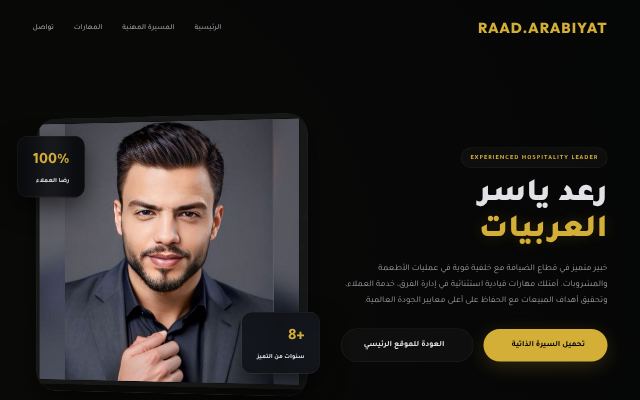 RAAD.ARABIYAT
الرئيسية
المسيرة المهنية
المهارات
تواصل
EXPERIENCED HOSPITALITY LEADER
رعد ياسر
العربيات
خبير متميز في قطاع الضيافة مع خلفية قوية في عمليات الأطعمة
والمشروبات. أمتلك مهارات قيادية استثنائية في إدارة الفرق، خدمة العملاء،
وتحقيق أهداف المبيعات مع الحفاظ على أعلى معايير الجودة العالمية.
تحميل السيرة الذاتية
العودة للموقع الرئيسي
100%
رضا العملاء
8+
سنوات من التميز